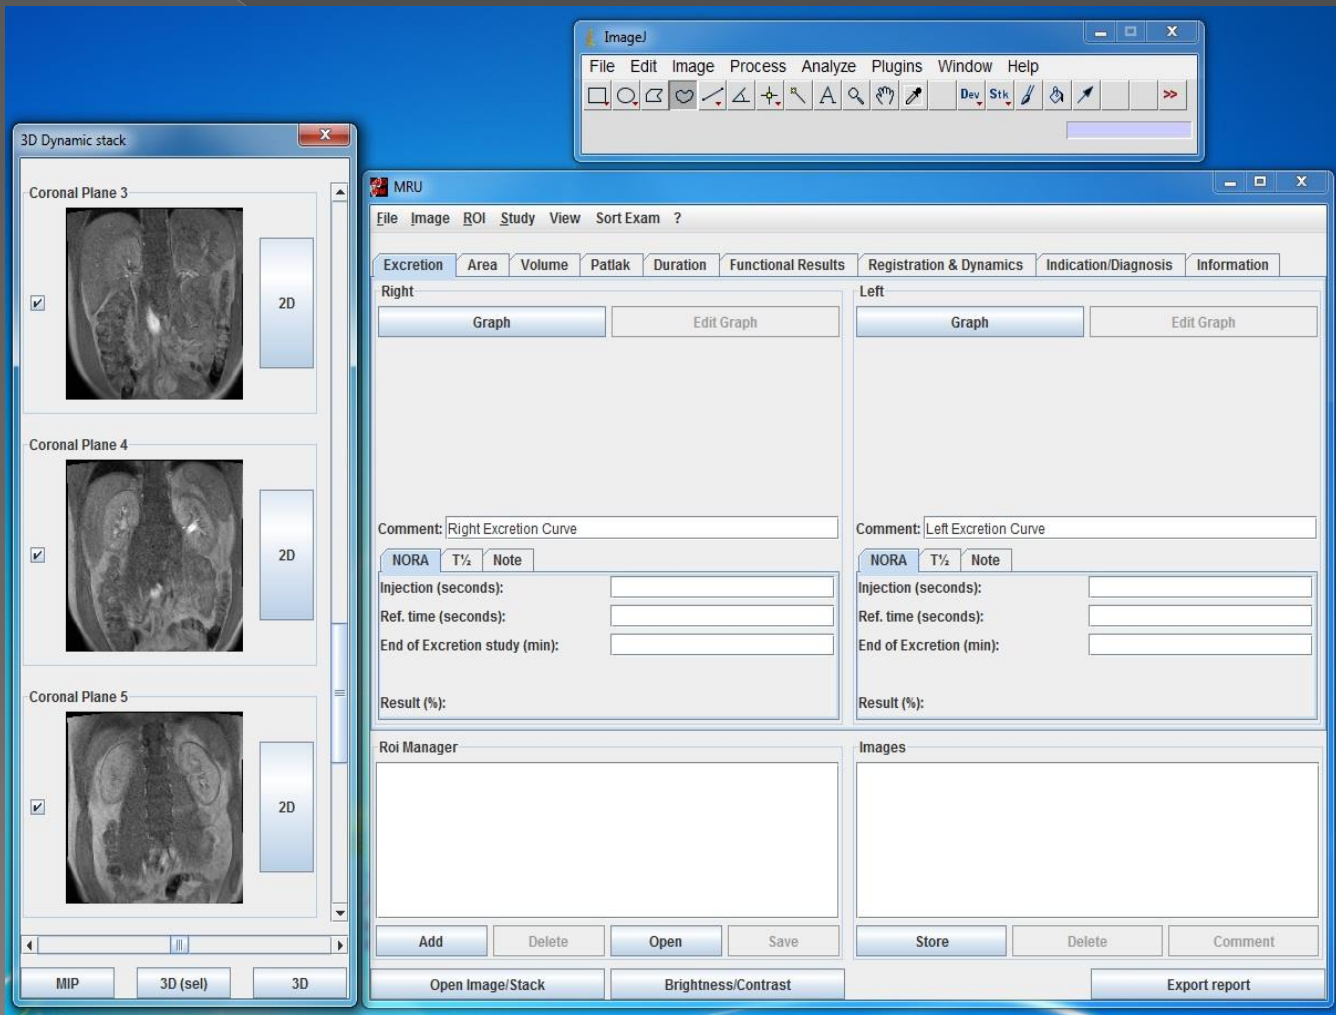 ImageJ
File Edit Image Process Analyze Plugins Window Help
Dev Stk >>
3D Dynamic stack
Coronal Plane 3
2D
Coronal Plane 4
2D
Coronal Plane 5
2D
MIP 3D (sel) 3D
MRU
File Image ROI Study View Sort Exam ?
Excretion Area Volume Patlak Duration Functional Results Registration & Dynamics Indication/Diagnosis Information
Right
Graph Edit Graph
Comment: Right Excretion Curve
NORA T½ Note
Injection (seconds):
Ref. time (seconds):
End of Excretion study (min):
Result (%):
Left
Graph Edit Graph
Comment: Left Excretion Curve
NORA T½ Note
Injection (seconds):
Ref. time (seconds):
End of Excretion (min):
Result (%):
Roi Manager
Add Delete Open Save
Images
Store Delete Comment
Open Image/Stack Brightness/Contrast Export report